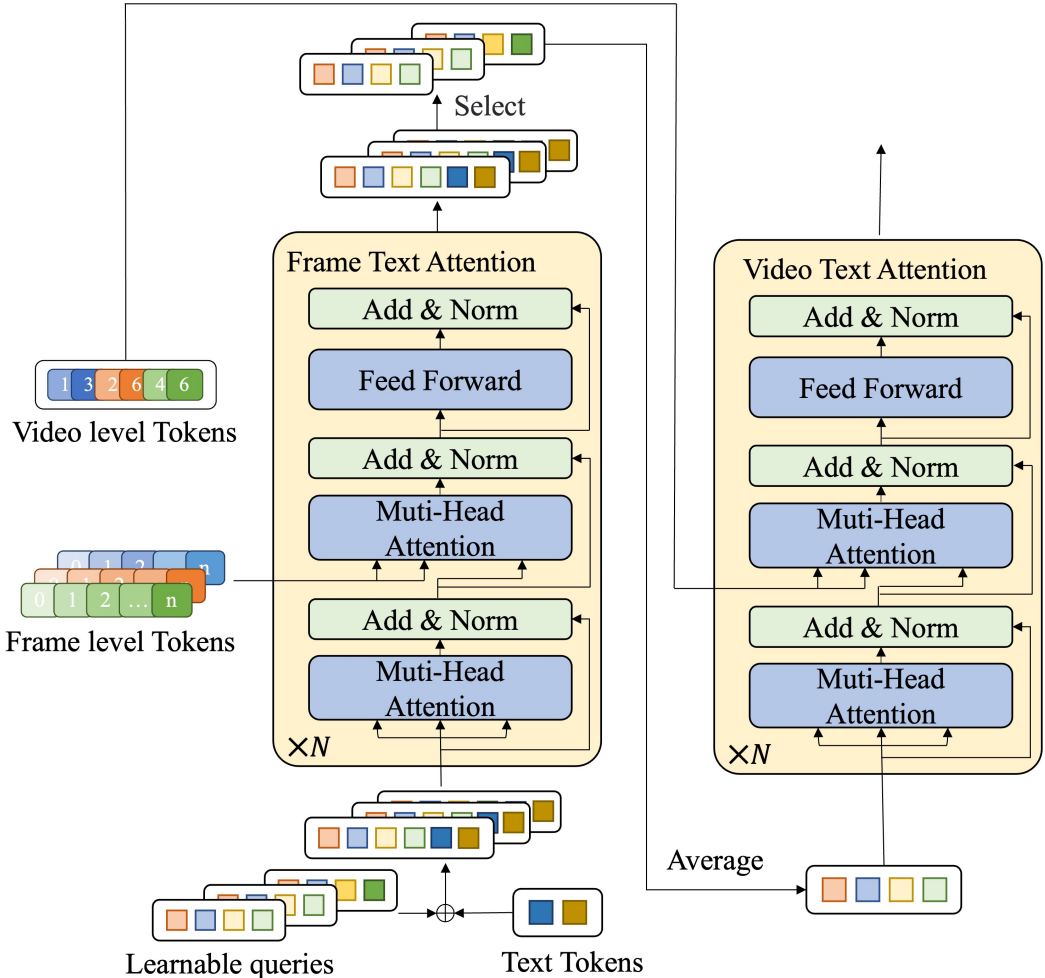 Select
Frame Text Attention
Add & Norm
Feed Forward
Add & Norm
Muti-Head
Attention
Add & Norm
Muti-Head
Attention
×N
Video Text Attention
Add & Norm
Feed Forward
Add & Norm
Muti-Head
Attention
Add & Norm
Muti-Head
Attention
×N
1 3 2 6 4 6
Video level Tokens
0 1 2 n
0 1 2
0 1 2 ... n
Frame level Tokens
Average
Learnable queries
Text Tokens